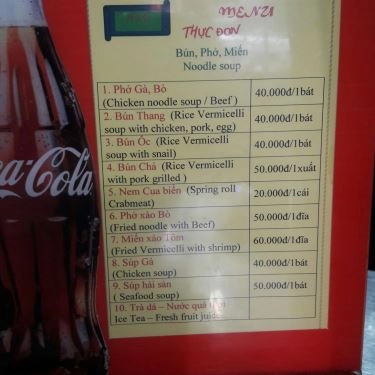 MENU
THỰC ĐƠN
Bún, Phở, Miến
Noodle soup
1. Phở Gà, Bò
(Chicken noodle soup / Beef )
40.000đ/1bát
2. Bún Thang (Rice Vermicelli
soup with chicken, pork, egg)
40.000đ/1bát
3. Bún Ốc (Rice Vermicelli
soup with snail)
40.000đ/1bát
4. Bún Chả (Rice Vermicelli
with pork grilled )
50.000đ/1xuất
5. Nem Cua biển (Spring roll
Crabmeat)
20.000đ/1cái
6. Phở xào Bò
(Fried noodle with Beef)
50.000đ/1đĩa
7. Miến xào Tôm
(Fried Vermicelli with shrimp)
60.000đ/1đĩa
8. Súp Gà
(Chicken soup)
40.000đ/1bát
9. Súp hải sản
( Seafood soup)
50.000đ/1bát
10. Trà đá – Nước quả
Ice Tea – Fresh fruit juice
ca-Cola